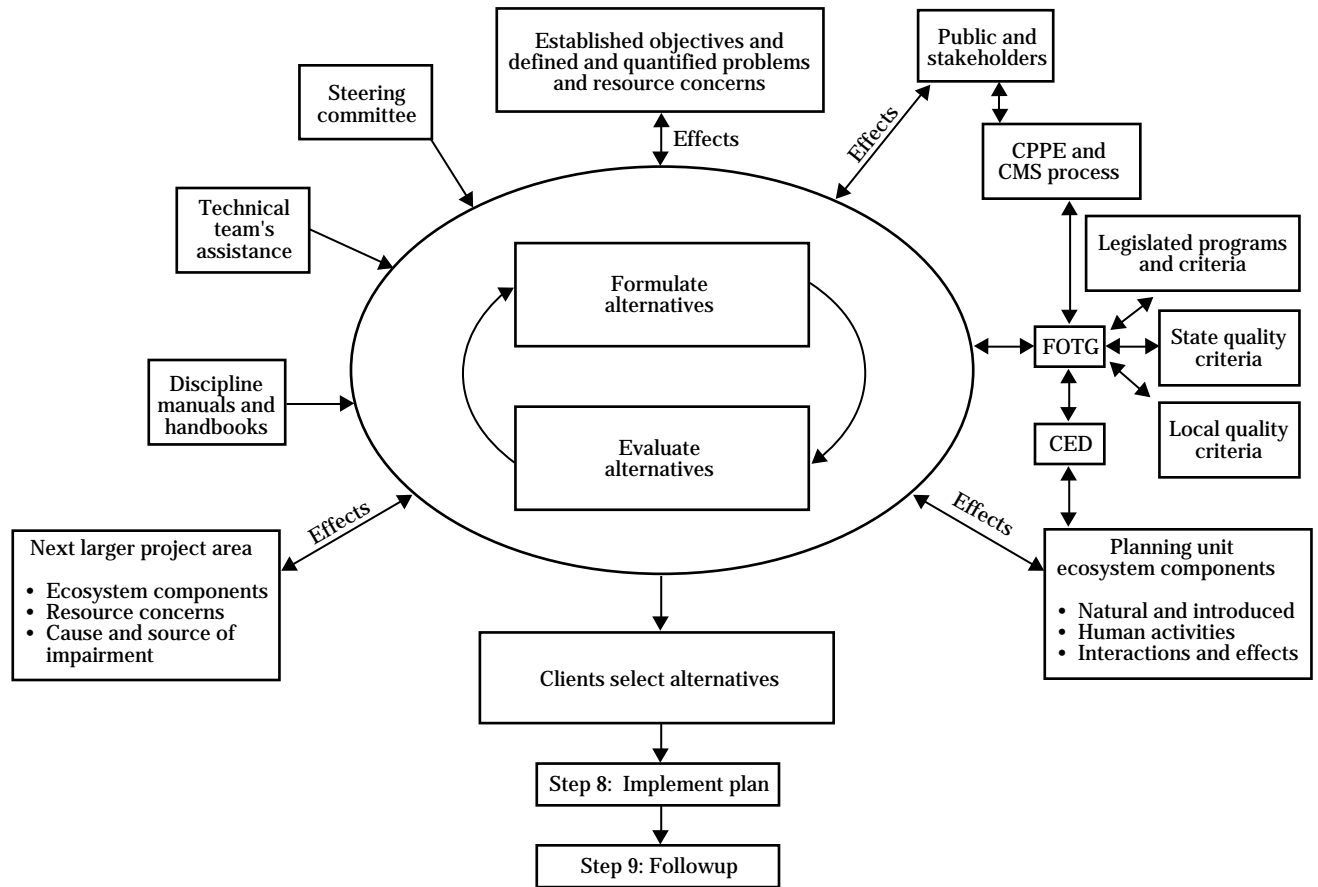 Established objectives and
defined and quantified problems
and resource concerns
Public and
stakeholders
Steering
committee
Effects
Effects
CPPE and
CMS process
Technical
team's
assistance
Legislated programs
and criteria
Formulate
alternatives
FOTG
State quality
criteria
Discipline
manuals and
handbooks
Evaluate
alternatives
CED
Local quality
criteria
Effects
Effects
Next larger project area
• Ecosystem components
• Resource concerns
• Cause and source of
impairment
Planning unit
ecosystem components
• Natural and introduced
• Human activities
• Interactions and effects
Clients select alternatives
Step 8: Implement plan
Step 9: Followup